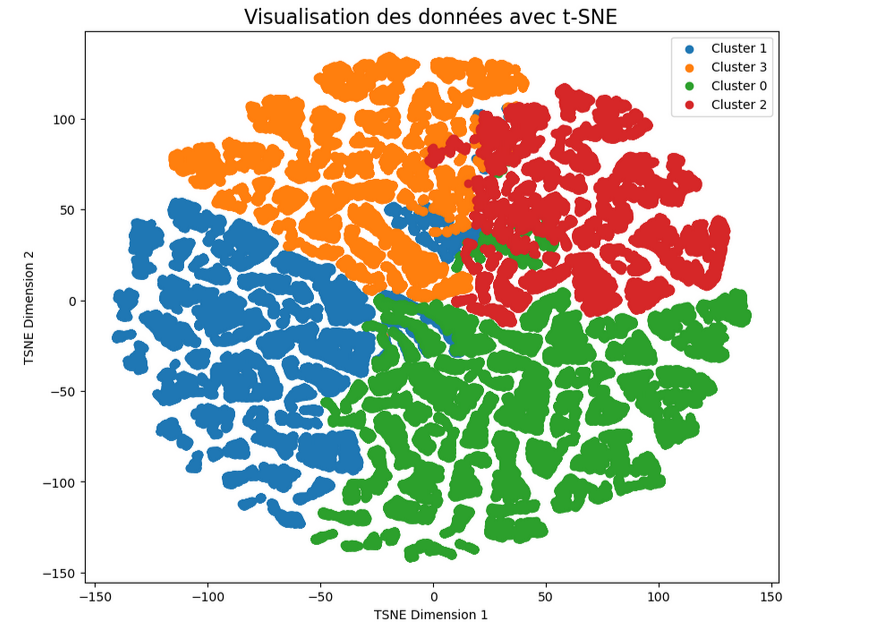 Visualisation des données avec t-SNE
Cluster 1
Cluster 3
Cluster 0
Cluster 2
TSNE Dimension 2
100
50
0
−50
−100
−150
−150
−100
−50
0
50
100
150
TSNE Dimension 1